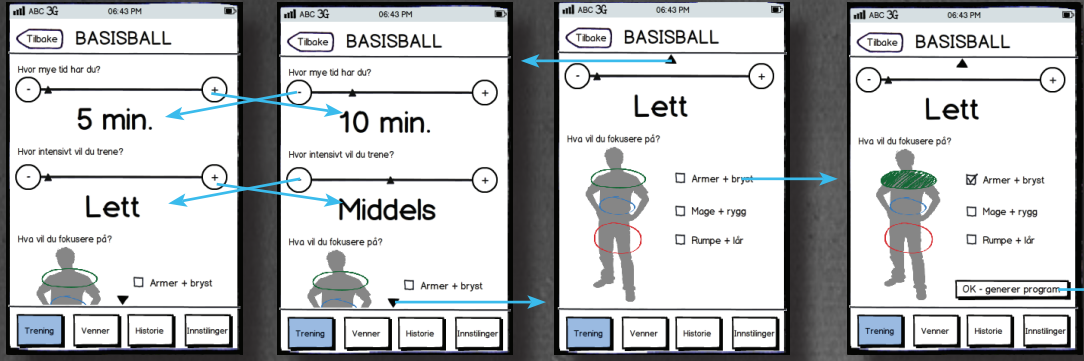 ABC 3G 06:43 PM
Tilbake BASISBALL
Hvor mye tid har du?
- +
5 min.
Hvor intensivt vil du trene?
- +
Lett
Hva vil du fokusere på?
Armer + bryst
Trening Venner Historie Innstilinger
ABC 3G 06:43 PM
Tilbake BASISBALL
Hvor mye tid har du?
- +
10 min.
Hvor intensivt vil du trene?
- +
Middels
Hva vil du fokusere på?
Armer + bryst
Trening Venner Historie Innstilinger
ABC 3G 06:43 PM
Tilbake BASISBALL
- +
Lett
Hva vil du fokusere på?
Armer + bryst
Mage + rygg
Rumpe + lår
Trening Venner Historie Innstilinger
ABC 3G 06:43 PM
Tilbake BASISBALL
- +
Lett
Hva vil du fokusere på?
Armer + bryst
Mage + rygg
Rumpe + lår
OK - generer program
Trening Venner Historie Innstilinger